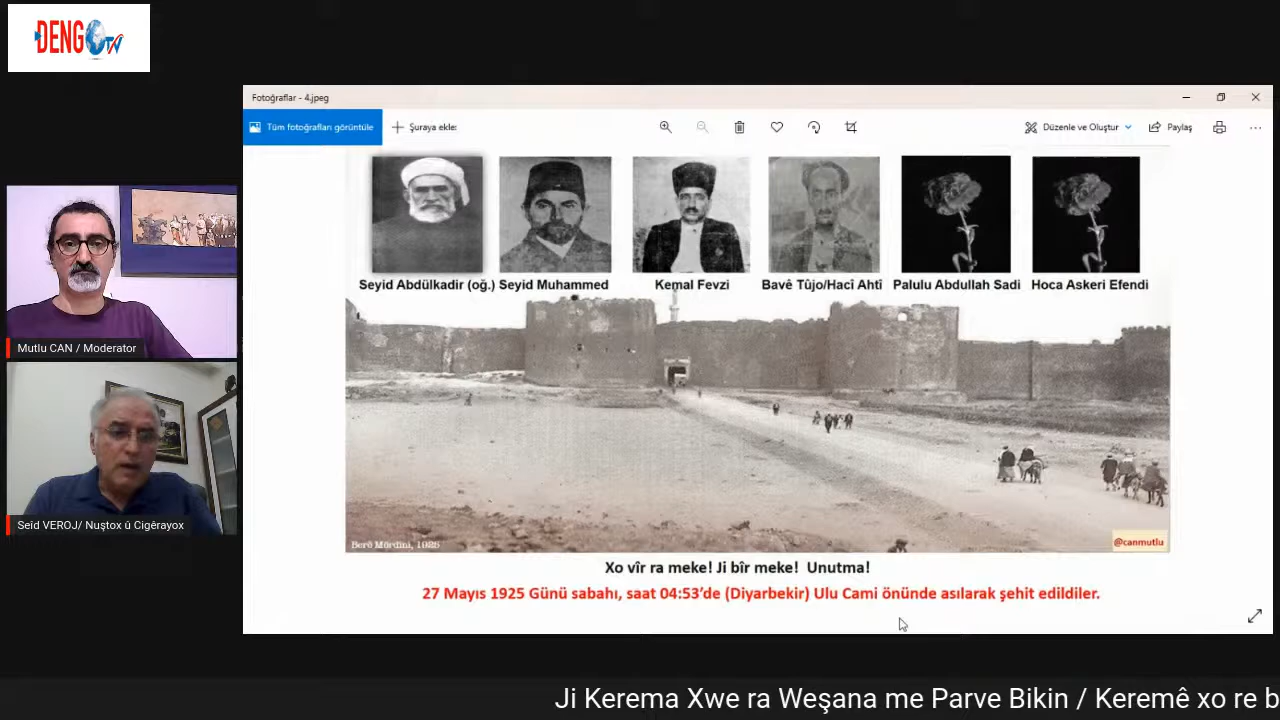 DENG TV
Fotoğraflar - 4.jpeg
Tüm fotoğrafları görüntüle
Şuraya ekle:
Düzenle ve Oluştur
Paylaş
Seyid Abdülkadir (oğ.) Seyid Muhammed
Kemal Fevzi
Bavê Tûjo/Hacî Ahtî
Palulu Abdullah Sadi
Hoca Askeri Efendi
Mutlu CAN / Moderator
Seîd VEROJ/ Nuştox û Cigêrayox
Berê Mêrdînî, 1925
@canmutlu
Xo vîr ra meke! Ji bîr meke! Unutma!
27 Mayıs 1925 Günü sabahı, saat 04:53’de (Diyarbekir) Ulu Cami önünde asılarak şehit edildiler.
Ji Kerema Xwe ra Weşana me Parve Bikin / Keremê xo re b